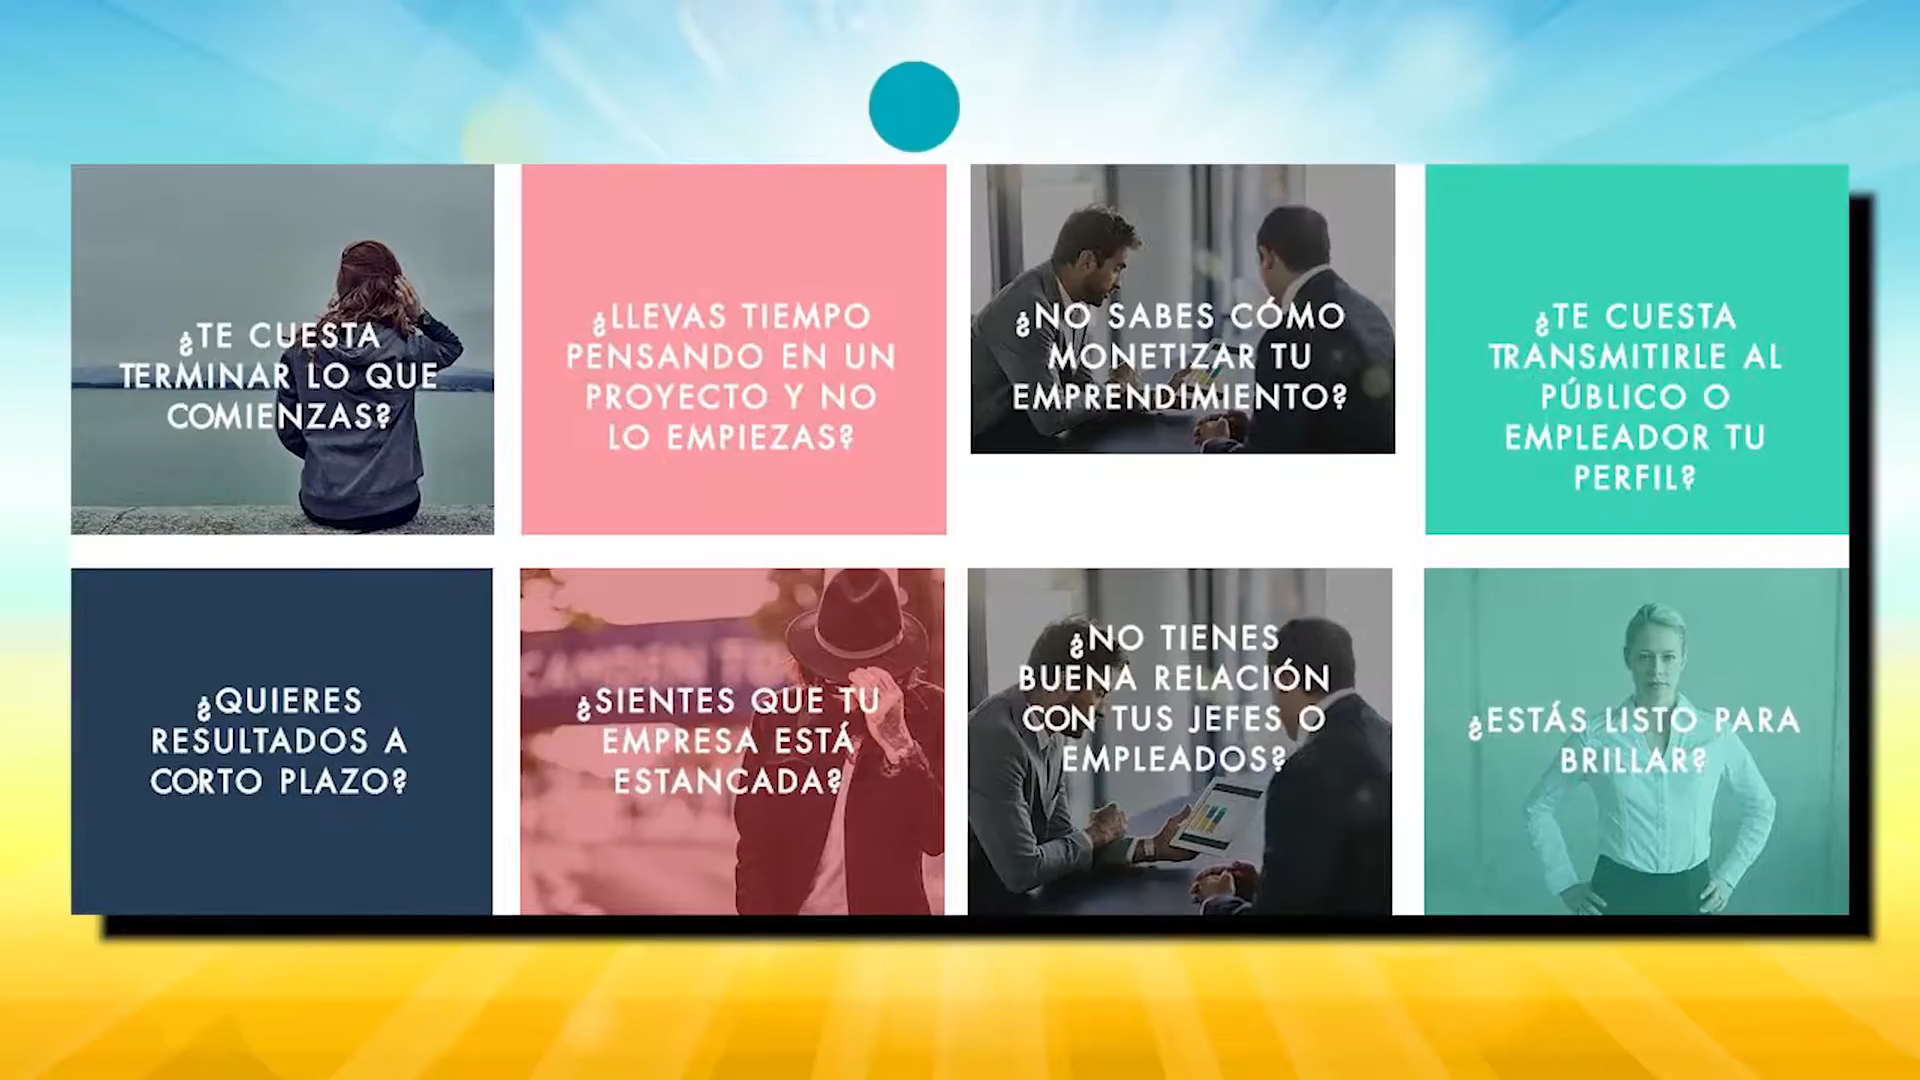 ¿TE CUESTA
TERMINAR LO QUE
COMIENZAS?
¿LLEVAS TIEMPO
PENSANDO EN UN
PROYECTO Y NO
LO EMPIEZAS?
¿NO SABES CÓMO
MONETIZAR TU
EMPRENDIMIENTO?
¿TE CUESTA
TRANSMITIRLE AL
PÚBLICO O
EMPLEADOR TU
PERFIL?
¿QUIERES
RESULTADOS A
CORTO PLAZO?
¿SIENTES QUE TU
EMPRESA ESTÁ
ESTANCADA?
¿NO TIENES
BUENA RELACIÓN
CON TUS JEFES O
EMPLEADOS?
¿ESTÁS LISTO PARA
BRILLAR?